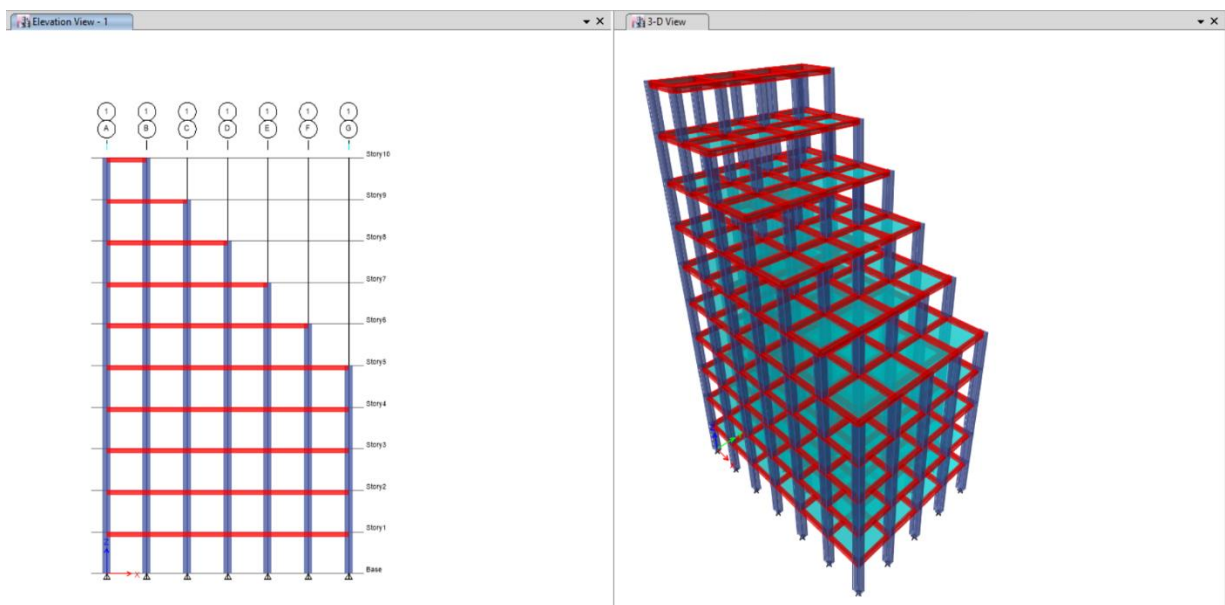 Elevation View - 1
3-D View
1 1 1 1 1 1 1
A B C D E F G
Story10
Story9
Story8
Story7
Story6
Story5
Story4
Story3
Story2
Story1
Base
Z
X